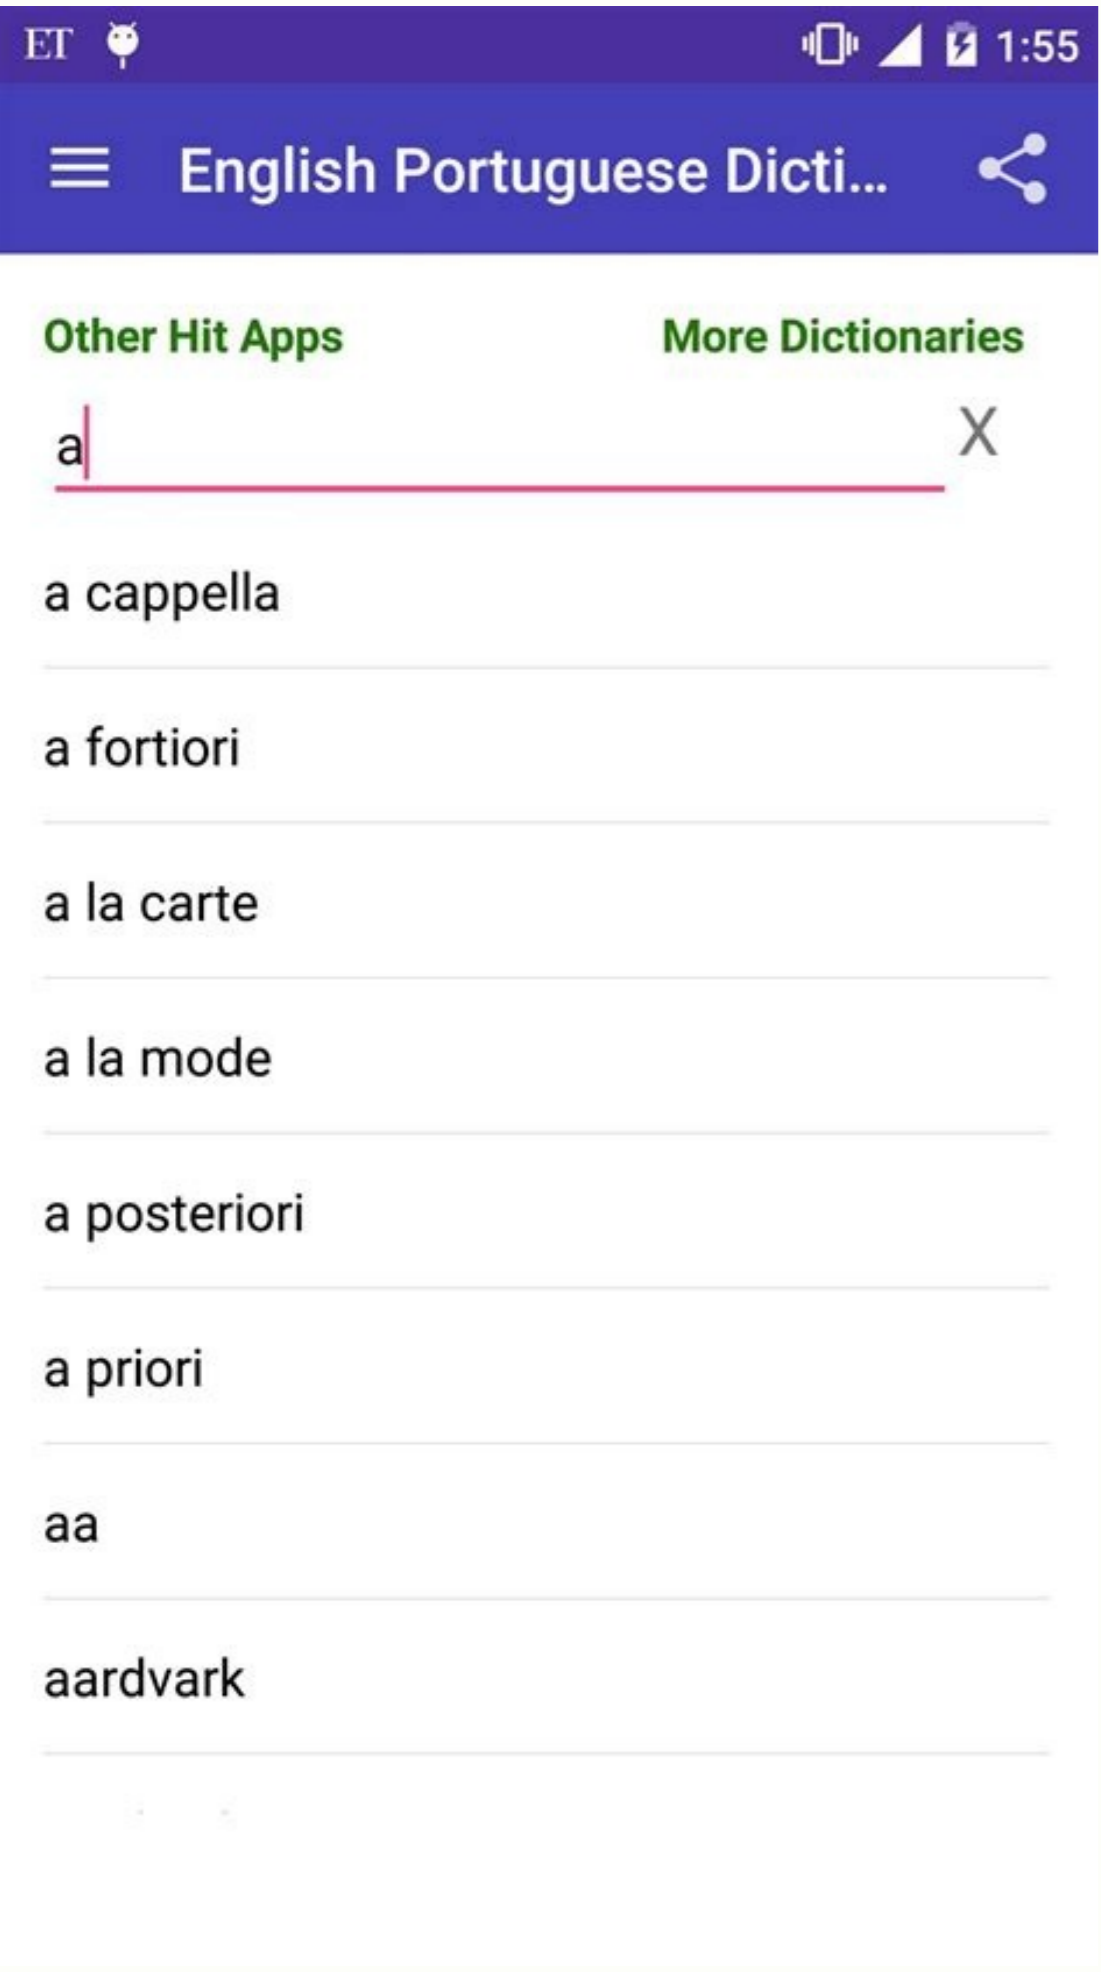 ET 1:55
English Portuguese Dicti...
Other Hit Apps More Dictionaries
a X
a cappella
a fortiori
a la carte
a la mode
a posteriori
a priori
aa
aardvark